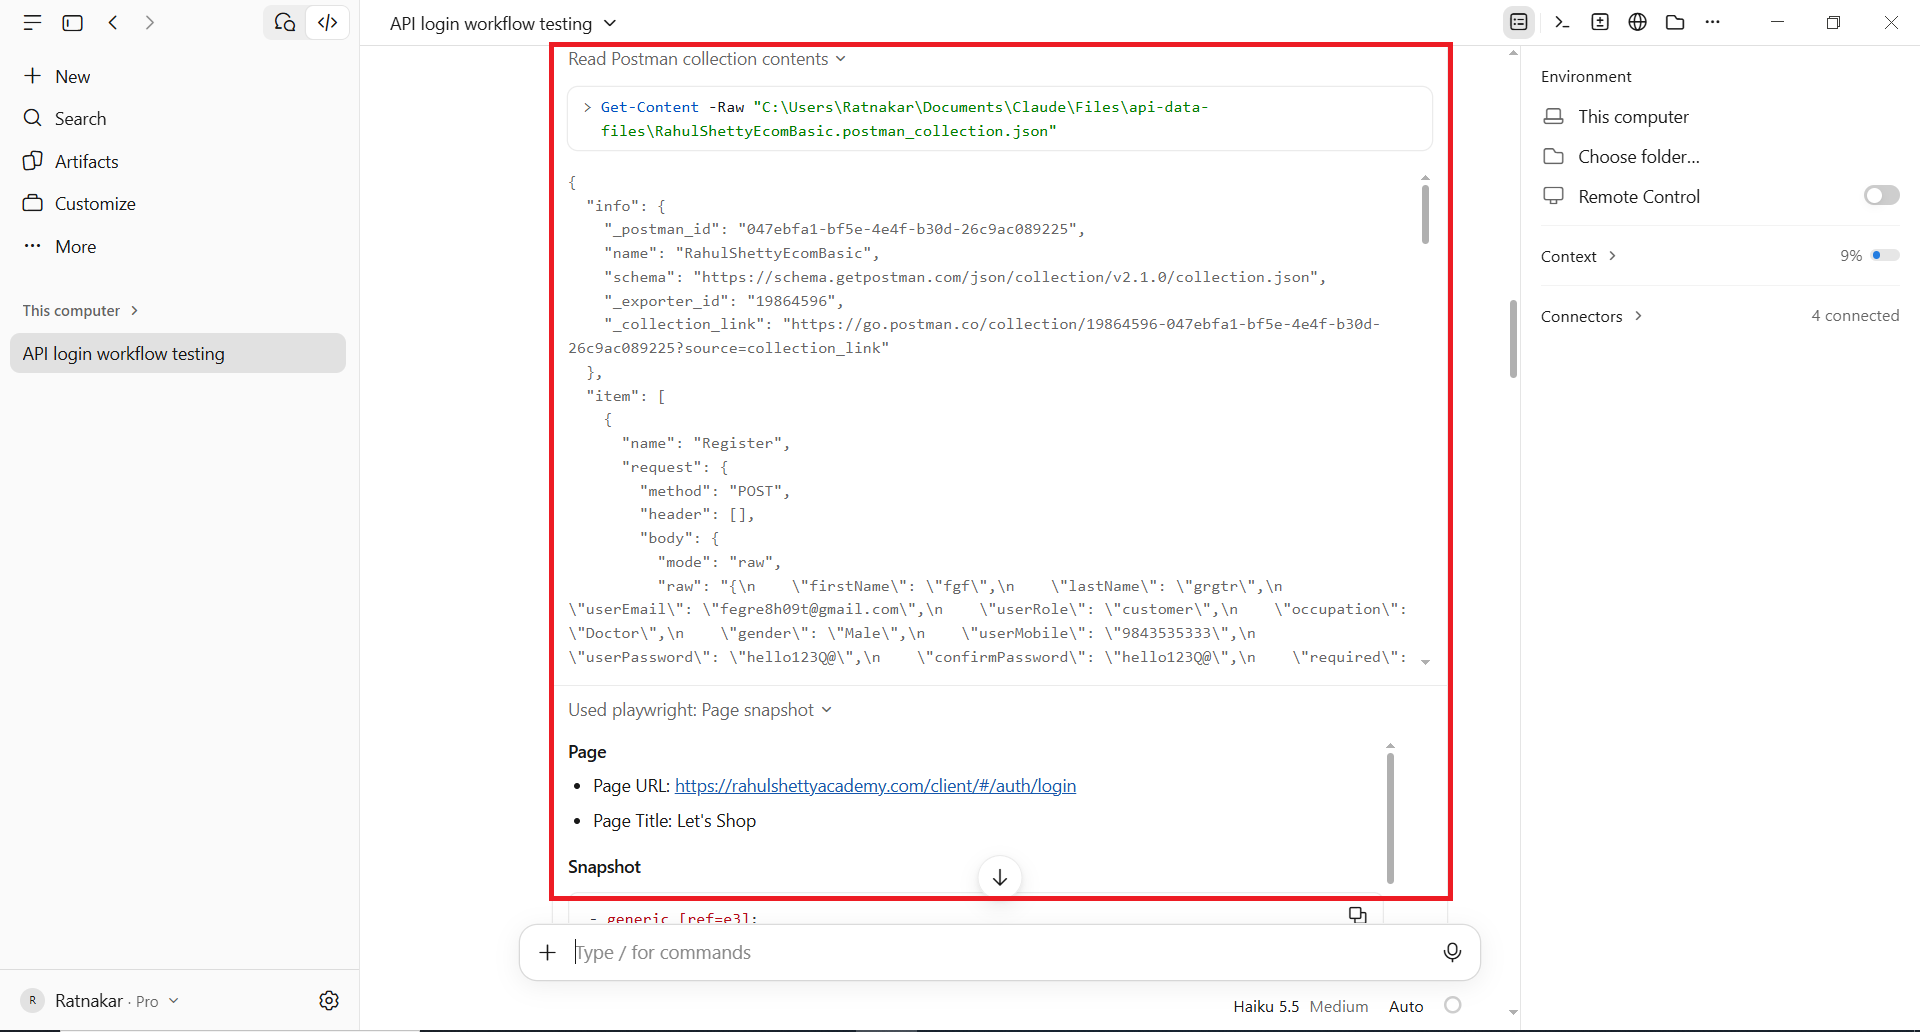 API login workflow testing
New
Search
Artifacts
Customize
More
This computer
API login workflow testing
Ratnakar · Pro
R
Read Postman collection contents
> Get-Content -Raw "C:\Users\Ratnakar\Documents\Claude\Files\api-data-
files\RahulShettyEcomBasic.postman_collection.json"
{
"info": {
"_postman_id": "047ebfa1-bf5e-4e4f-b30d-26c9ac089225",
"name": "RahulShettyEcomBasic",
"schema": "https://schema.getpostman.com/json/collection/v2.1.0/collection.json",
"_exporter_id": "19864596",
"_collection_link": "https://go.postman.co/collection/19864596-047ebfa1-bf5e-4e4f-b30d-
26c9ac089225?source=collection_link"
},
"item": [
{
"name": "Register",
"request": {
"method": "POST",
"header": [],
"body": {
"mode": "raw",
"raw": "{\n    \"firstName\": \"fgf\",\n    \"lastName\": \"grgtr\",\n
\"userEmail\": \"fegre8h09t@gmail.com\",\n    \"userRole\": \"customer\",\n    \"occupation\":
\"Doctor\",\n    \"gender\": \"Male\",\n    \"userMobile\": \"9843535333\",\n
\"userPassword\": \"hello123Q@\",\n    \"confirmPassword\": \"hello123Q@\",\n    \"required\":
Used playwright: Page snapshot
Page
• Page URL: https://rahulshettyacademy.com/client/#/auth/login
• Page Title: Let's Shop
Snapshot
- generic [ref=e3]:
Type / for commands
Haiku 5.5 Medium Auto
Environment
This computer
Choose folder...
Remote Control
Context > 9%
Connectors > 4 connected